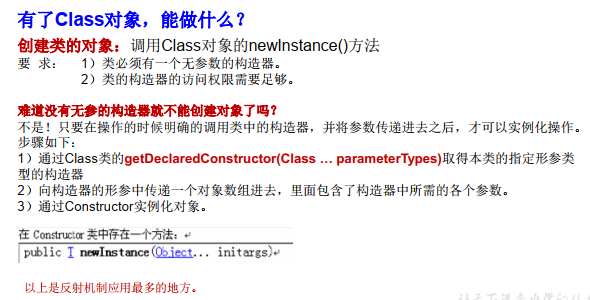 有了Class对象，能做什么？
创建类的对象：调用Class对象的newInstance()方法
要 求： 1）类必须有一个无参数的构造器。
2）类的构造器的访问权限需要足够。
难道没有无参的构造器就不能创建对象了吗？
不是！只要在操作的时候明确的调用类中的构造器，并将参数传递进去之后，才可以实例化操作。
步骤如下：
1）通过Class类的getDeclaredConstructor(Class … parameterTypes)取得本类的指定形参类
型的构造器
2）向构造器的形参中传递一个对象数组进去，里面包含了构造器中所需的各个参数。
3）通过Constructor实例化对象。
在 Constructor 类中存在一个方法：↵
public T newInstance(Object... initargs)↵
以上是反射机制应用最多的地方。